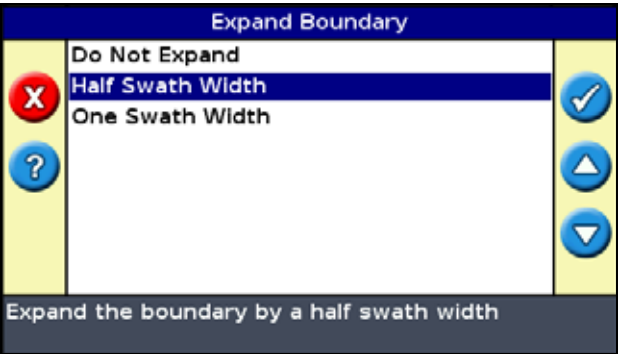 Expand Boundary
Do Not Expand
Half Swath Width
One Swath Width
Expand the boundary by a half swath width